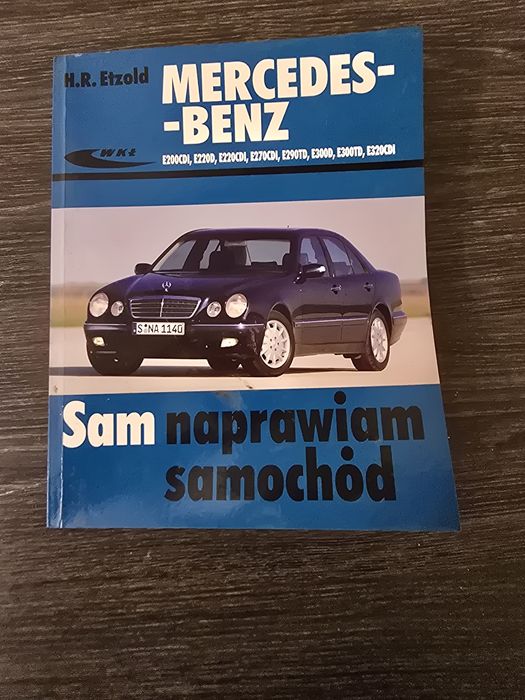 H.R. Etzold
MERCEDES-
-BENZ
WKŁ
E200CDI, E220D, E220CDI, E270CDI, E290TD, E300D, E300TD, E320CDI
S NA 1140
Sam naprawiam
samochód